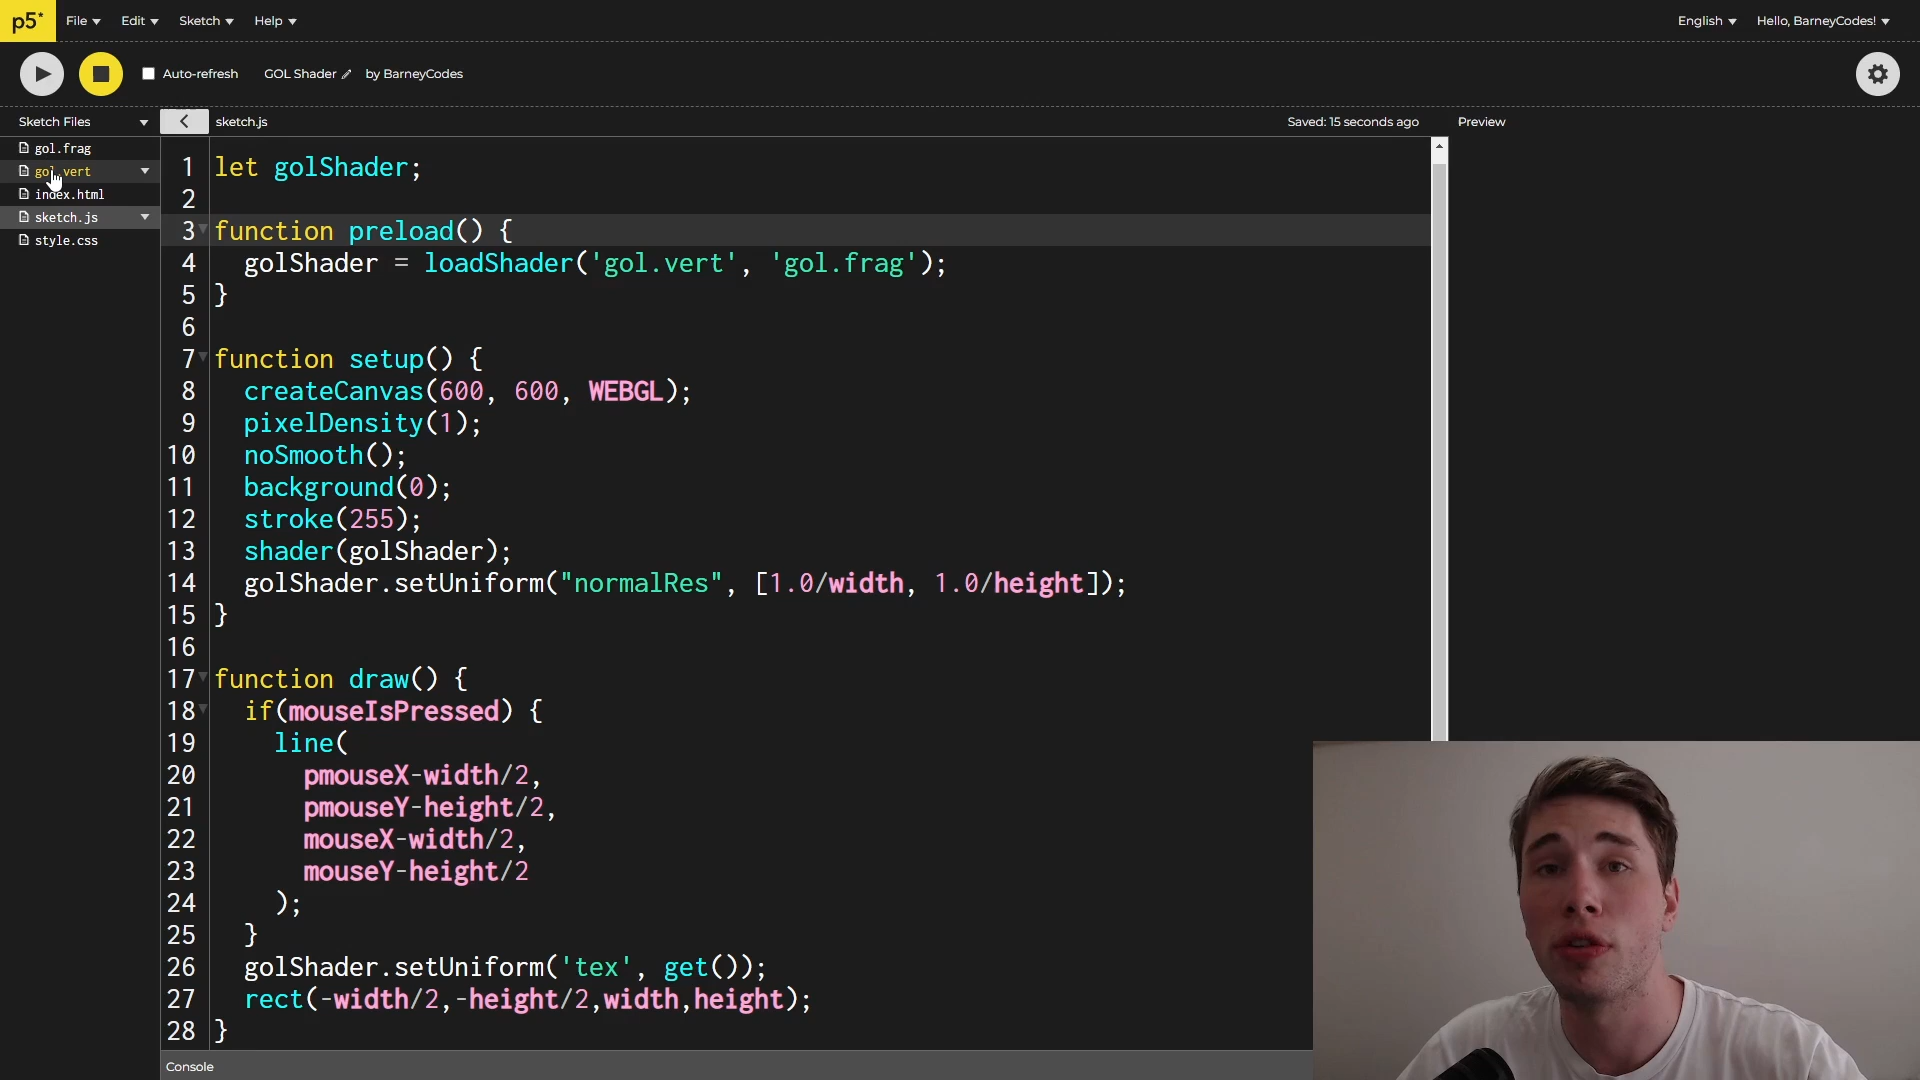 p5* File Edit Sketch Help English Hello, BarneyCodes!
Auto-refresh GOL Shader by BarneyCodes
Sketch Files sketch.js Saved: 15 seconds ago Preview
gol.frag
gol.vert
index.html
sketch.js
style.css
1 let golShader;
2
3 function preload() {
4 golShader = loadShader('gol.vert', 'gol.frag');
5 }
6
7 function setup() {
8 createCanvas(600, 600, WEBGL);
9 pixelDensity(1);
10 noSmooth();
11 background(0);
12 stroke(255);
13 shader(golShader);
14 golShader.setUniform("normalRes", [1.0/width, 1.0/height]);
15 }
16
17 function draw() {
18 if(mouseIsPressed) {
19 line(
20 pmouseX-width/2,
21 pmouseY-height/2,
22 mouseX-width/2,
23 mouseY-height/2
24 );
25 }
26 golShader.setUniform('tex', get());
27 rect(-width/2,-height/2,width,height);
28 }
Console